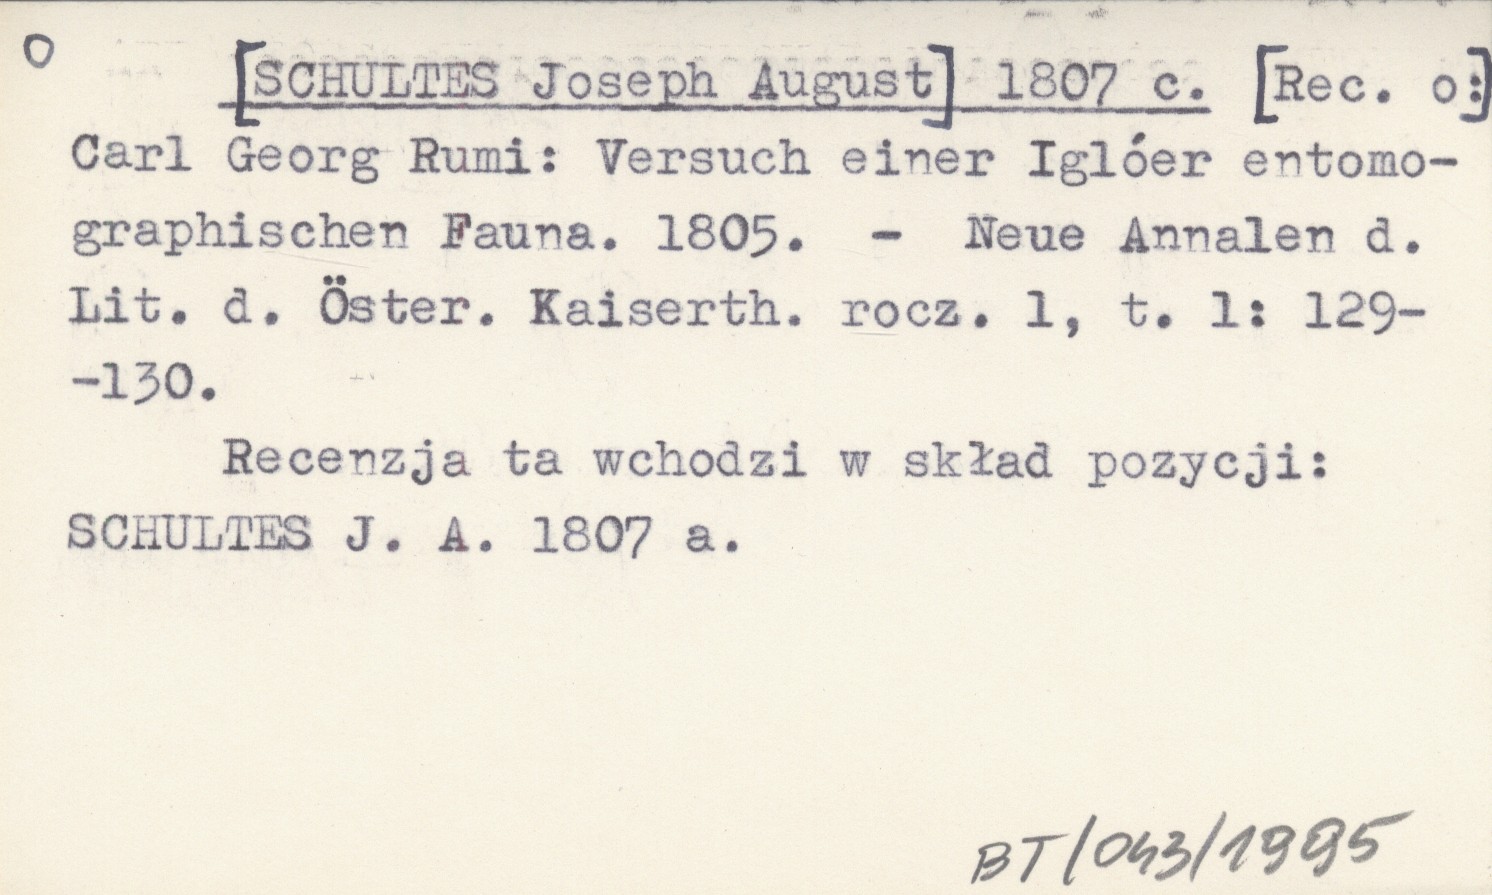 O
[SCHULTES Joseph August] 1807 c. [Rec. o:]
Carl Georg Rumi: Versuch einer Iglóer entomo-
graphischen Fauna. 1805. - Neue Annalen d.
Lit. d. Öster. Kaiserth. rocz. 1, t. 1: 129-
-130.
Recenzja ta wchodzi w skład pozycji:
SCHULTES J. A. 1807 a.
BT/043/1995